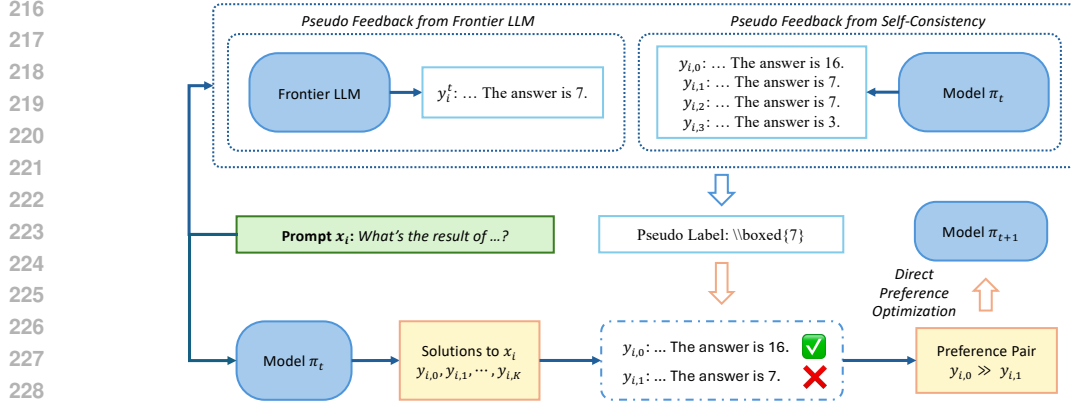 216
217
218
219
220
221
222
223
224
225
226
227
228
Pseudo Feedback from Frontier LLM
Pseudo Feedback from Self-Consistency
Frontier LLM
$y_i^t$: ... The answer is 7.
$y_{i,0}$: ... The answer is 16.
$y_{i,1}$: ... The answer is 7.
$y_{i,2}$: ... The answer is 7.
$y_{i,3}$: ... The answer is 3.
Model $\pi_t$
Prompt $x_i$: What's the result of ...?
Pseudo Label: \\boxed{7}
Model $\pi_{t+1}$
Direct
Preference
Optimization
Model $\pi_t$
Solutions to $x_i$
$y_{i,0}, y_{i,1}, \cdots, y_{i,K}$
$y_{i,0}$: ... The answer is 16. ✅
$y_{i,1}$: ... The answer is 7. ❌
Preference Pair
$y_{i,0} \gg y_{i,1}$